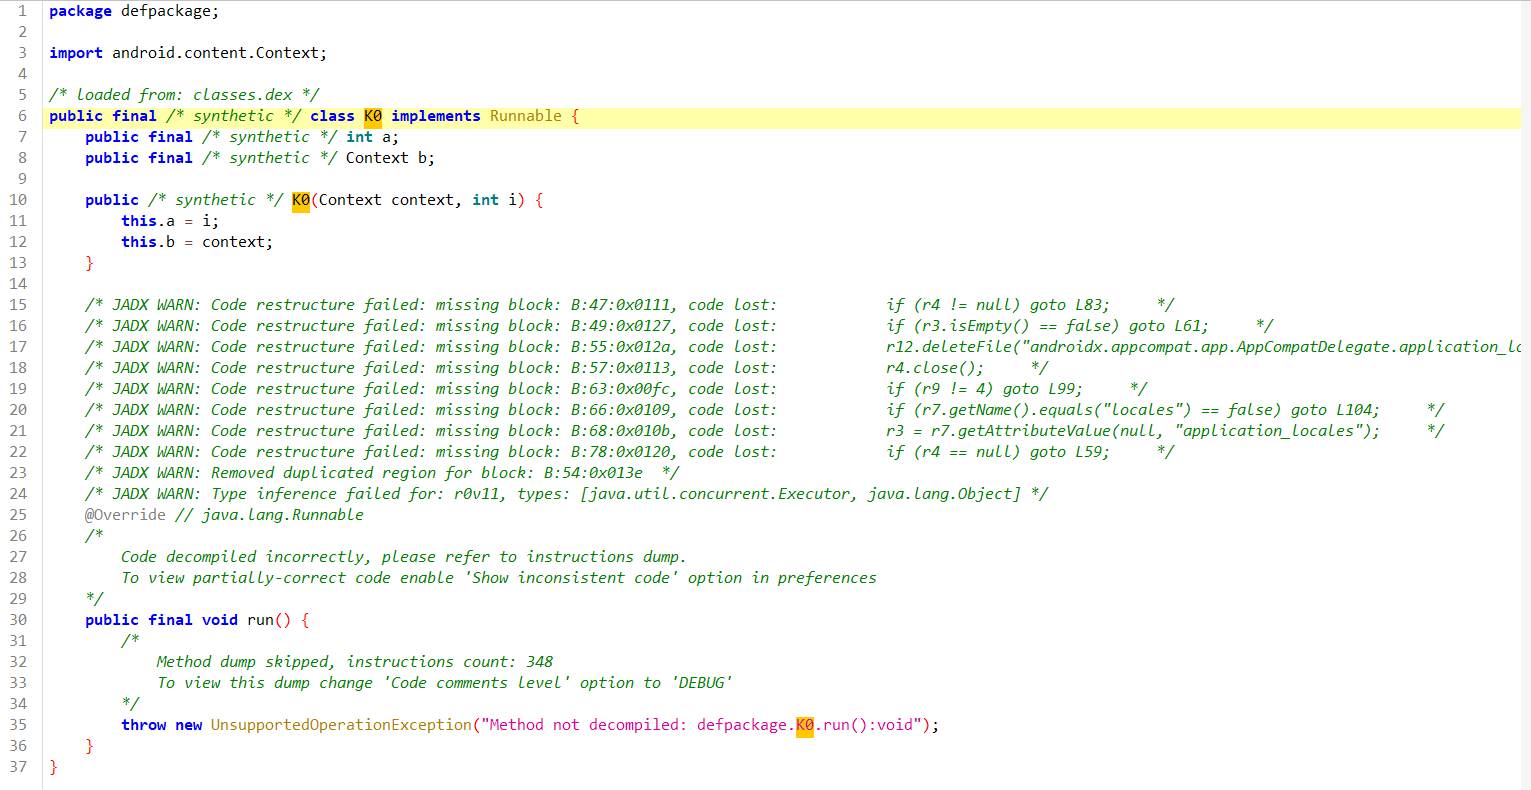 1 package defpackage;
2
3 import android.content.Context;
4
5 /* loaded from: classes.dex */
6 public final /* synthetic */ class K0 implements Runnable {
7 public final /* synthetic */ int a;
8 public final /* synthetic */ Context b;
9
10 public /* synthetic */ K0(Context context, int i) {
11 this.a = i;
12 this.b = context;
13 }
14
15 /* JADX WARN: Code restructure failed: missing block: B:47:0x0111, code lost: if (r4 != null) goto L83; */
16 /* JADX WARN: Code restructure failed: missing block: B:49:0x0127, code lost: if (r3.isEmpty() == false) goto L61; */
17 /* JADX WARN: Code restructure failed: missing block: B:55:0x012a, code lost: r12.deleteFile("androidx.appcompat.app.AppCompatDelegate.application_lo
18 /* JADX WARN: Code restructure failed: missing block: B:57:0x0113, code lost: r4.close(); */
19 /* JADX WARN: Code restructure failed: missing block: B:63:0x00fc, code lost: if (r9 != 4) goto L99; */
20 /* JADX WARN: Code restructure failed: missing block: B:66:0x0109, code lost: if (r7.getName().equals("locales") == false) goto L104; */
21 /* JADX WARN: Code restructure failed: missing block: B:68:0x010b, code lost: r3 = r7.getAttributeValue(null, "application_locales"); */
22 /* JADX WARN: Code restructure failed: missing block: B:78:0x0120, code lost: if (r4 == null) goto L59; */
23 /* JADX WARN: Removed duplicated region for block: B:54:0x013e */
24 /* JADX WARN: Type inference failed for: r0v11, types: [java.util.concurrent.Executor, java.lang.Object] */
25 @Override // java.lang.Runnable
26 /*
27 Code decompiled incorrectly, please refer to instructions dump.
28 To view partially-correct code enable 'Show inconsistent code' option in preferences
29 */
30 public final void run() {
31 /*
32 Method dump skipped, instructions count: 348
33 To view this dump change 'Code comments level' option to 'DEBUG'
34 */
35 throw new UnsupportedOperationException("Method not decompiled: defpackage.K0.run():void");
36 }
37 }